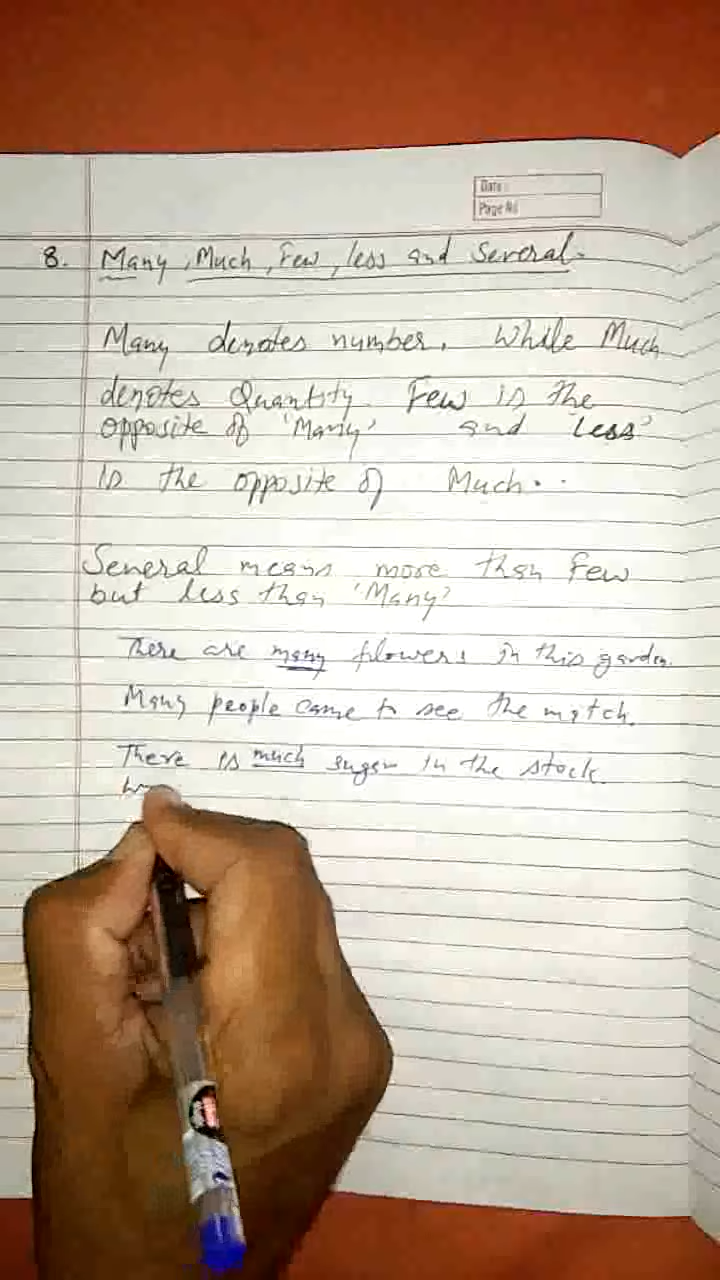 Date:
Page No
8. Many, Much, Few, less and Several.
Many denotes number. While Much
denotes Quantity. Few is the
opposite of 'Many' and 'Less'
is the opposite of Much..
Several means more than Few
but less than 'Many'
There are many flowers in this garden.
Many people came to see the match.
There is much sugar in the stock.